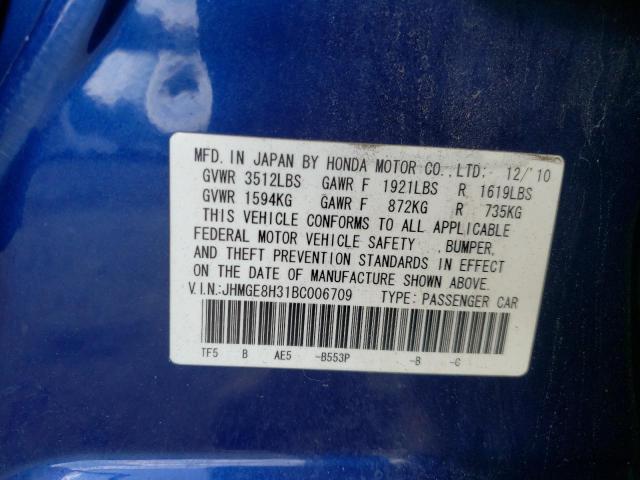 MFD. IN JAPAN BY HONDA MOTOR CO.,LTD: 12/'10
GVWR 3512LBS GAWR F 1921LBS R 1619LBS
GVWR 1594KG GAWR F 872KG R 735KG
THIS VEHICLE CONFORMS TO ALL APPLICABLE
FEDERAL MOTOR VEHICLE SAFETY ,BUMPER,
AND THEFT PREVENTION STANDARDS IN EFFECT
ON THE DATE OF MANUFACTURE SHOWN ABOVE.
V.I.N.:JHMGE8H31BC006709 TYPE: PASSENGER CAR
TF5 B AE5 -B553P -B -C